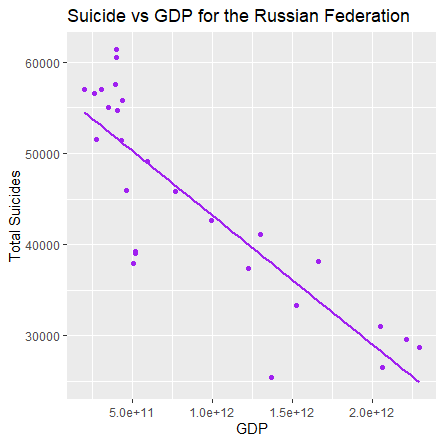 Suicide vs GDP for the Russian Federation
Total Suicides
60000
50000
40000
30000
5.0e+11 1.0e+12 1.5e+12 2.0e+12
GDP